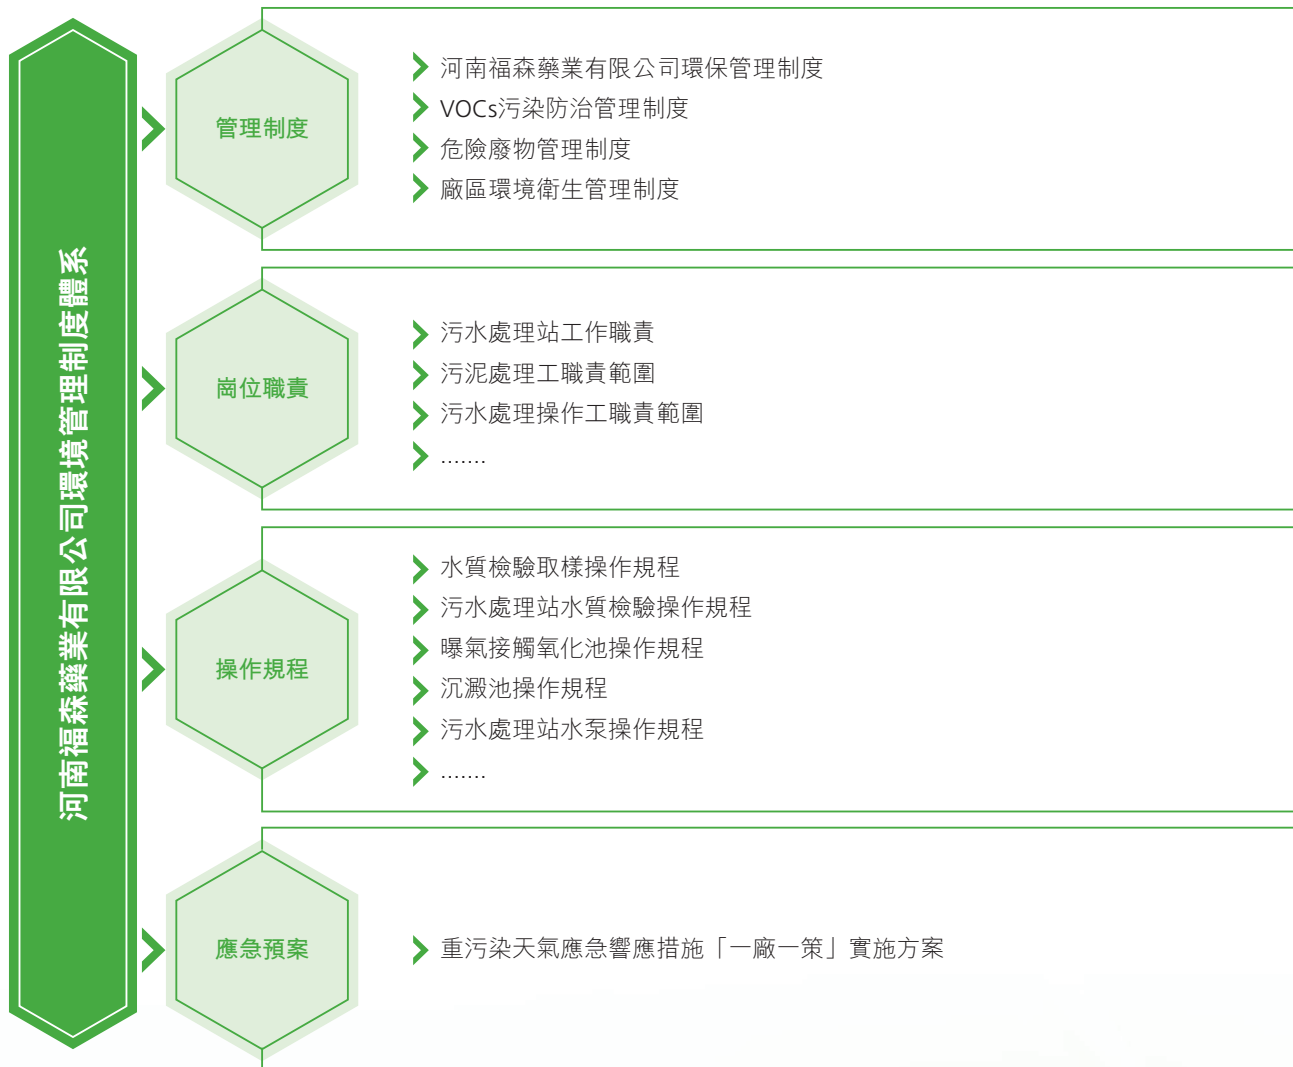 河南福森藥業有限公司環境管理制度體系
管理制度
河南福森藥業有限公司環保管理制度
VOCs污染防治管理制度
危險廢物管理制度
廠區環境衛生管理制度
崗位職責
污水處理站工作職責
污泥處理工職責範圍
污水處理操作工職責範圍
.......
操作規程
水質檢驗取樣操作規程
污水處理站水質檢驗操作規程
曝氣接觸氧化池操作規程
沉澱池操作規程
污水處理站水泵操作規程
.......
應急預案
重污染天氣應急響應措施「一廠一策」實施方案